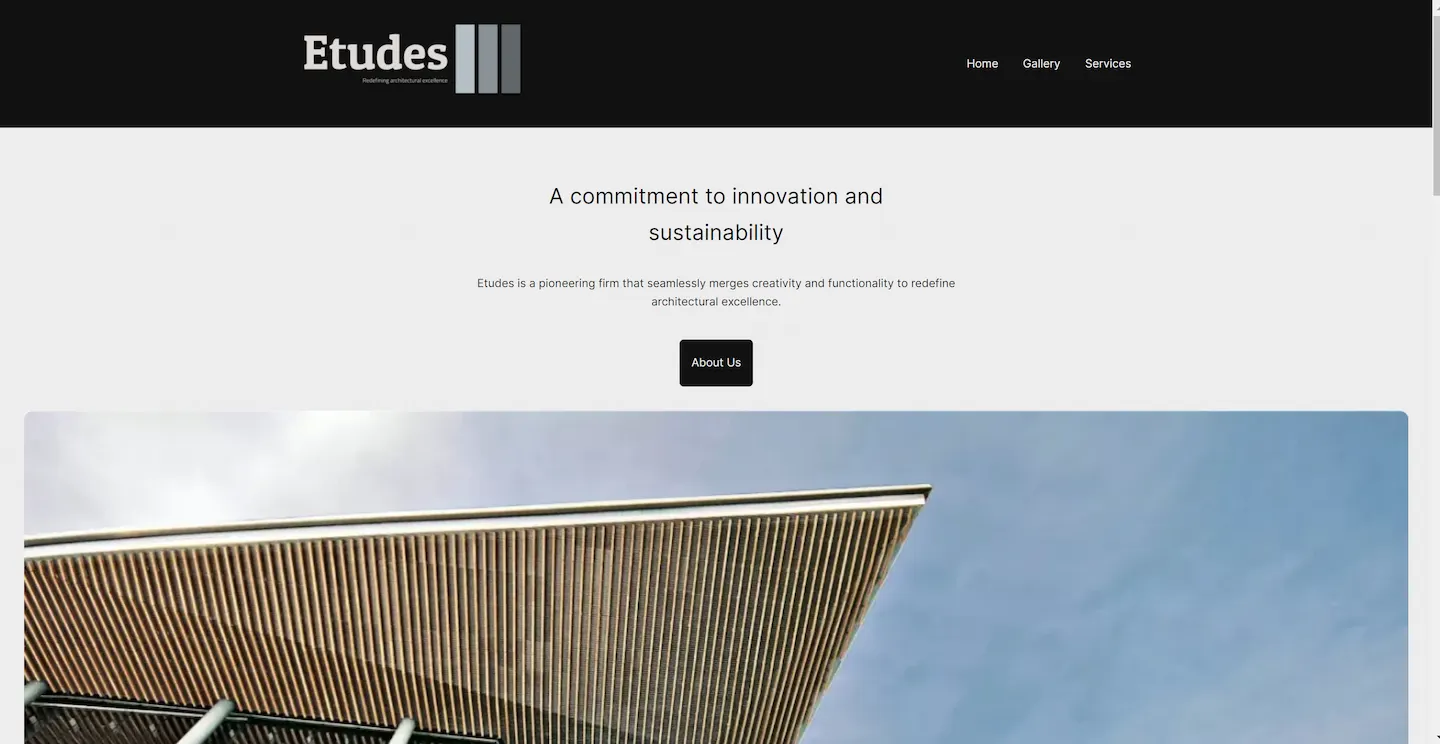 Etudes
Redefining architectural excellence
Home
Gallery
Services
A commitment to innovation and
sustainability
Etudes is a pioneering firm that seamlessly merges creativity and functionality to redefine
architectural excellence.
About Us